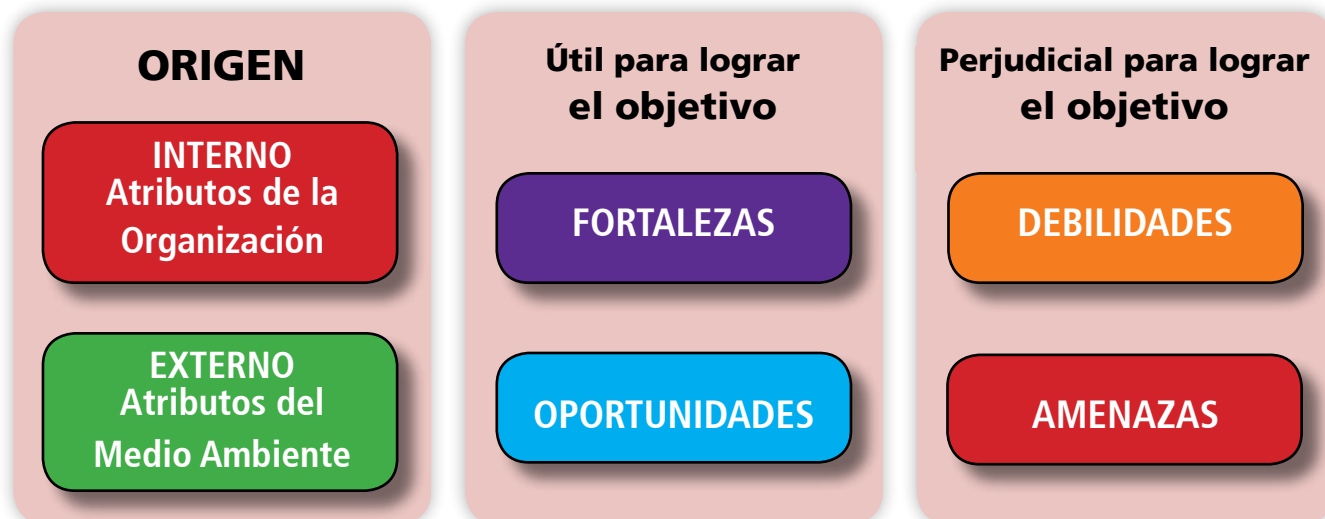 ORIGEN
INTERNO
Atributos de la
Organización
EXTERNO
Atributos del
Medio Ambiente
Útil para lograr
el objetivo
FORTALEZAS
OPORTUNIDADES
Perjudicial para lograr
el objetivo
DEBILIDADES
AMENAZAS